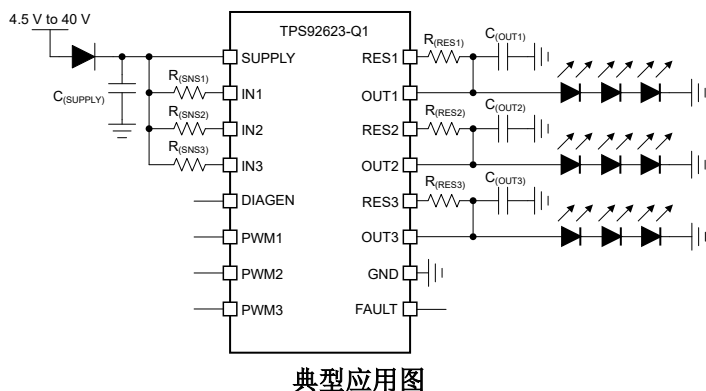 4.5 V to 40 V
TPS92623-Q1
C(SUPPLY)
R(SNS1)
R(SNS2)
R(SNS3)
SUPPLY
IN1
IN2
IN3
DIAGEN
PWM1
PWM2
PWM3
RES1
OUT1
RES2
OUT2
RES3
OUT3
GND
FAULT
R(RES1)
C(OUT1)
R(RES2)
C(OUT2)
R(RES3)
C(OUT3)
典型应用图